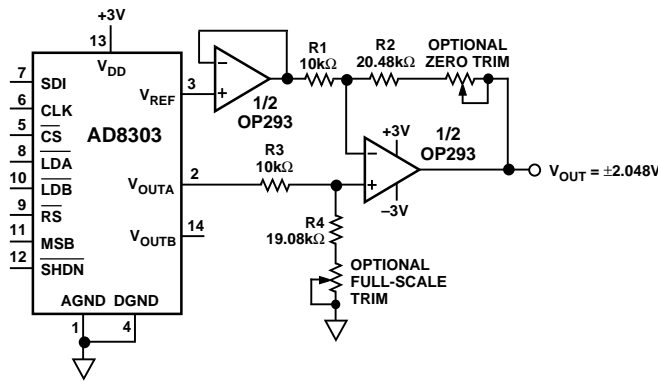 +3V
13
VDD
7
SDI
6
CLK
5
CS
8
LDA
10
LDB
9
RS
11
MSB
12
SHDN
AD8303
VREF
3
VOUTA
2
VOUTB
14
AGND
DGND
1
4
–
+
1/2
OP293
R1
10kΩ
R2
20.48kΩ
OPTIONAL
ZERO TRIM
R3
10kΩ
–
+
+3V
–3V
1/2
OP293
VOUT = ±2.048V
R4
19.08kΩ
OPTIONAL
FULL-SCALE
TRIM